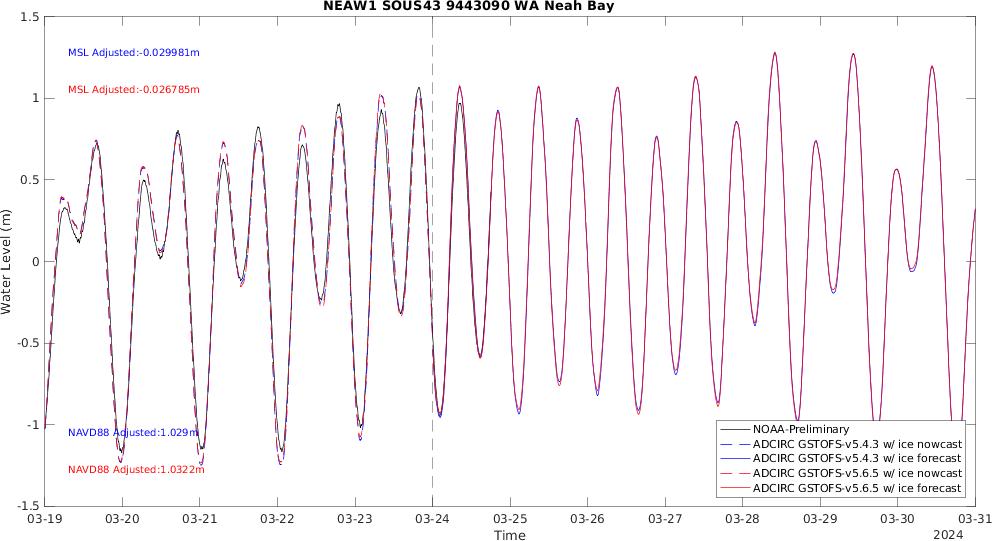 NEAW1 SOUS43 9443090 WA Neah Bay
1.5
1
0.5
0
-0.5
-1
-1.5
Water Level (m)
MSL Adjusted:-0.029981m
MSL Adjusted:-0.026785m
NAVD88 Adjusted:1.029m
NAVD88 Adjusted:1.0322m
NOAA-Preliminary
ADCIRC GSTOFS-v5.4.3 w/ ice nowcast
ADCIRC GSTOFS-v5.4.3 w/ ice forecast
ADCIRC GSTOFS-v5.6.5 w/ ice nowcast
ADCIRC GSTOFS-v5.6.5 w/ ice forecast
03-19 03-20 03-21 03-22 03-23 03-24 03-25 03-26 03-27 03-28 03-29 03-30 03-31
Time
2024